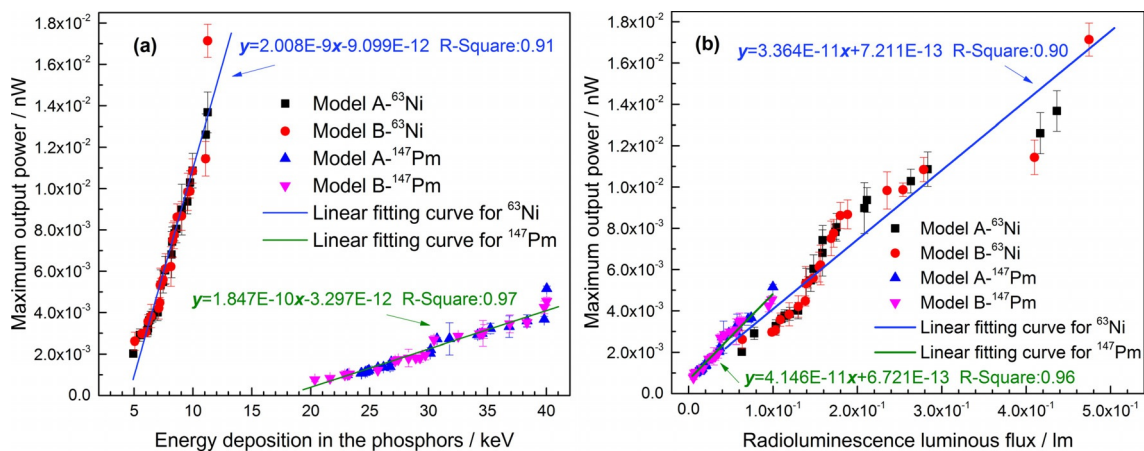 (a)
y=2.008E-9x-9.099E-12 R-Square:0.91
Model A-⁶³Ni
Model B-⁶³Ni
Model A-¹⁴⁷Pm
Model B-¹⁴⁷Pm
Linear fitting curve for ⁶³Ni
Linear fitting curve for ¹⁴⁷Pm
y=1.847E-10x-3.297E-12 R-Square:0.97
Maximum output power / nW
1.8x10⁻²
1.6x10⁻²
1.4x10⁻²
1.2x10⁻²
1.0x10⁻²
8.0x10⁻³
6.0x10⁻³
4.0x10⁻³
2.0x10⁻³
0.0
5 10 15 20 25 30 35 40
Energy deposition in the phosphors / keV
(b)
y=3.364E-11x+7.211E-13 R-Square:0.90
Model A-⁶³Ni
Model B-⁶³Ni
Model A-¹⁴⁷Pm
Model B-¹⁴⁷Pm
Linear fitting curve for ⁶³Ni
Linear fitting curve for ¹⁴⁷Pm
y=4.146E-11x+6.721E-13 R-Square:0.96
Maximum output power / nW
1.8x10⁻²
1.6x10⁻²
1.4x10⁻²
1.2x10⁻²
1.0x10⁻²
8.0x10⁻³
6.0x10⁻³
4.0x10⁻³
2.0x10⁻³
0.0
0.0 1.0x10⁻¹ 2.0x10⁻¹ 3.0x10⁻¹ 4.0x10⁻¹ 5.0x10⁻¹
Radioluminescence luminous flux / lm